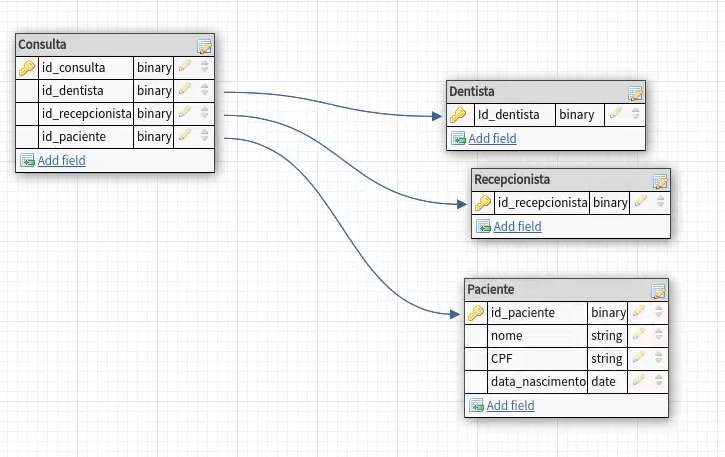 Consulta
id_consulta binary
id_dentista binary
id_recepcionista binary
id_paciente binary
Add field
Dentista
Id_dentista binary
Add field
Recepcionista
id_recepcionista binary
Add field
Paciente
id_paciente binary
nome string
CPF string
data_nascimento date
Add field